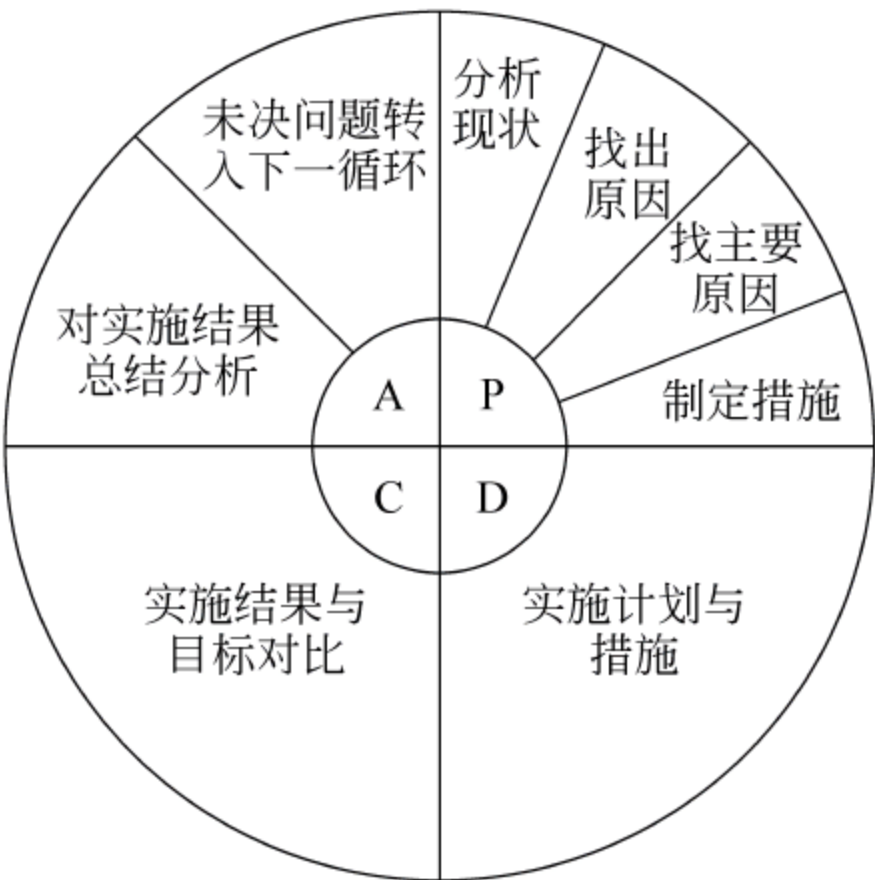 分析
现状
找出
原因
找主要
原因
制定措施
实施计划与
措施
实施结果与
目标对比
对实施结果
总结分析
未决问题转
入下一循环
A
P
C
D